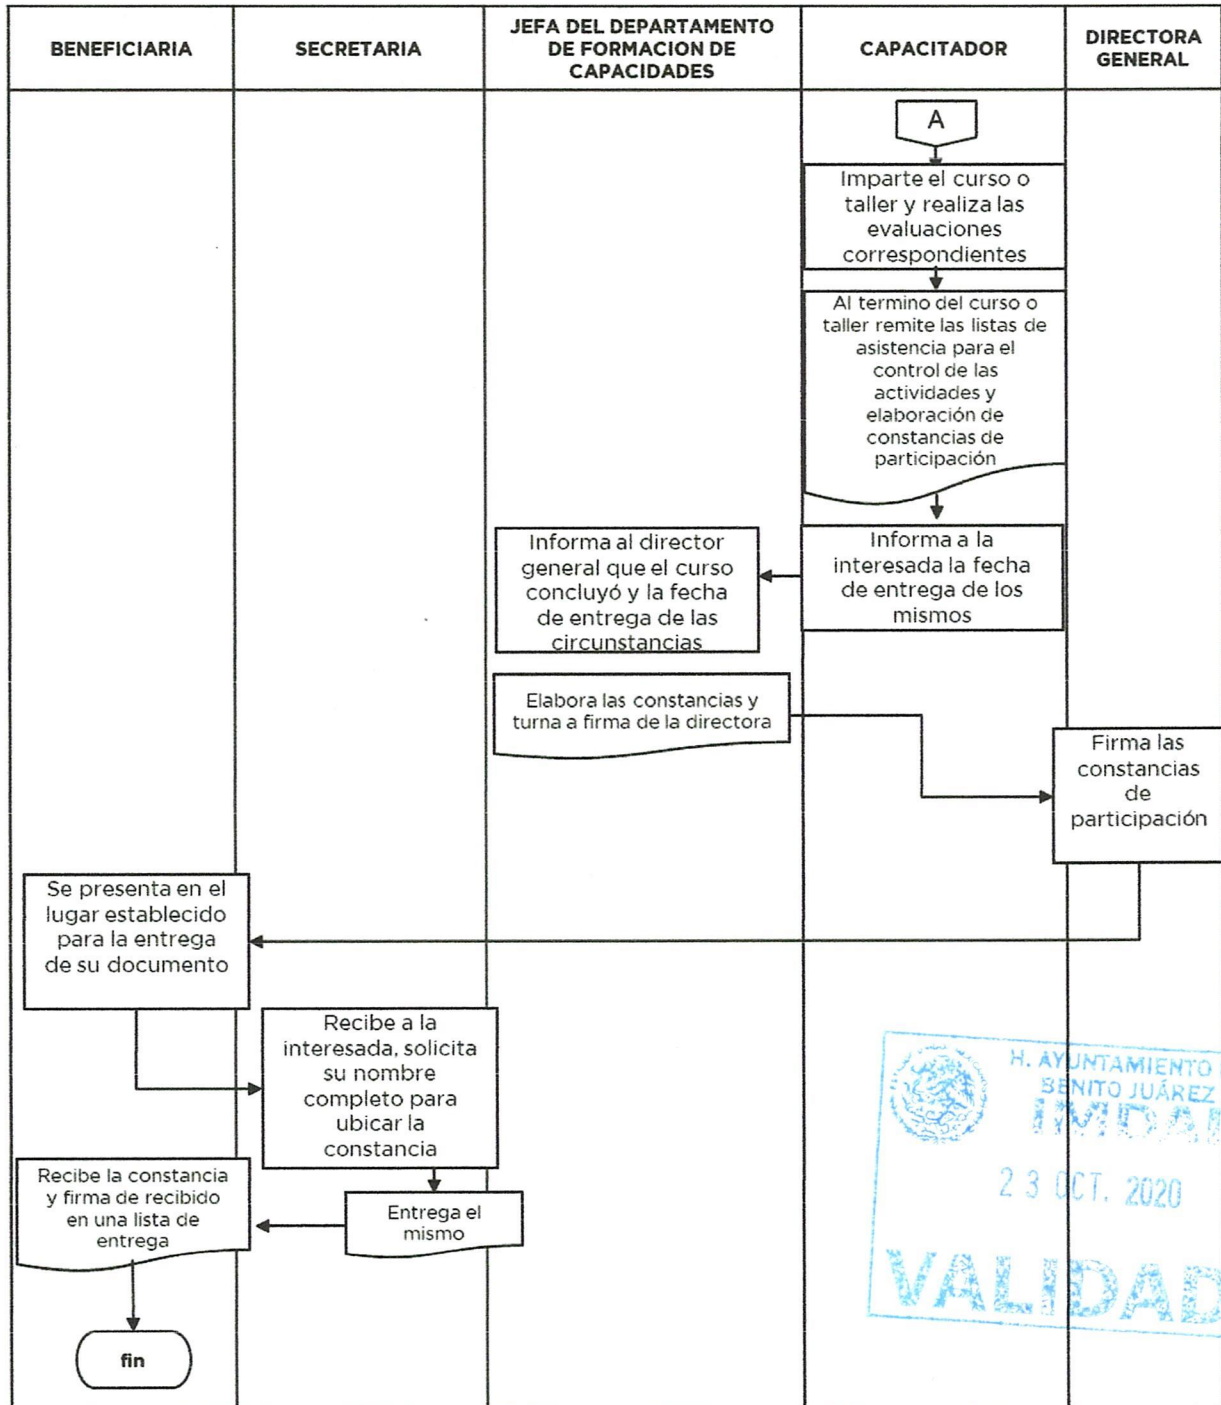 BENEFICIARIA
SECRETARIA
JEFA DEL DEPARTAMENTO
DE FORMACION DE
CAPACIDADES
CAPACITADOR
DIRECTORA
GENERAL
A
Imparte el curso o
taller y realiza las
evaluaciones
correspondientes
Al termino del curso o
taller remite las listas de
asistencia para el
control de las
actividades y
elaboración de
constancias de
participación
Informa a la
interesada la fecha
de entrega de los
mismos
Informa al director
general que el curso
concluyó y la fecha
de entrega de las
circunstancias
Elabora las constancias y
turna a firma de la directora
Firma las
constancias
de
participación
Se presenta en el
lugar establecido
para la entrega
de su documento
Recibe a la
interesada, solicita
su nombre
completo para
ubicar la
constancia
Entrega el
mismo
Recibe la constancia
y firma de recibido
en una lista de
entrega
fin
H. AYUNTAMIENTO
BENITO JUÁREZ
23 OCT. 2020
VALIDAD